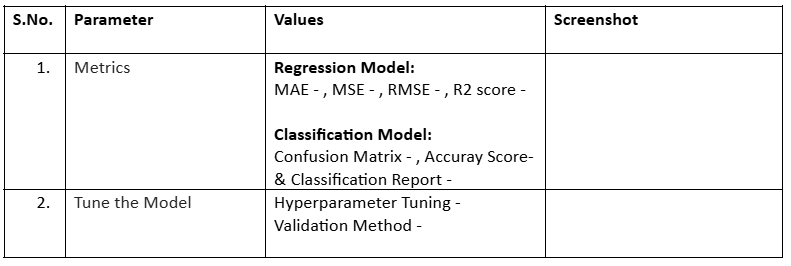 S.No. Parameter Values Screenshot
1. Metrics Regression Model:
MAE - , MSE - , RMSE - , R2 score -
Classification Model:
Confusion Matrix - , Accuray Score-
& Classification Report -
2. Tune the Model Hyperparameter Tuning -
Validation Method -